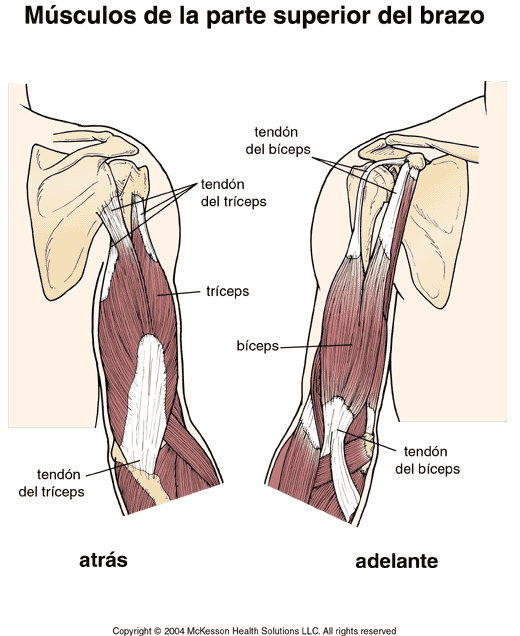 Músculos de la parte superior del brazo
tendón
del tríceps
tríceps
tendón
del tríceps
atrás
tendón
del bíceps
bíceps
tendón
del bíceps
adelante
Copyright © 2004 McKesson Health Solutions LLC. All rights reserved